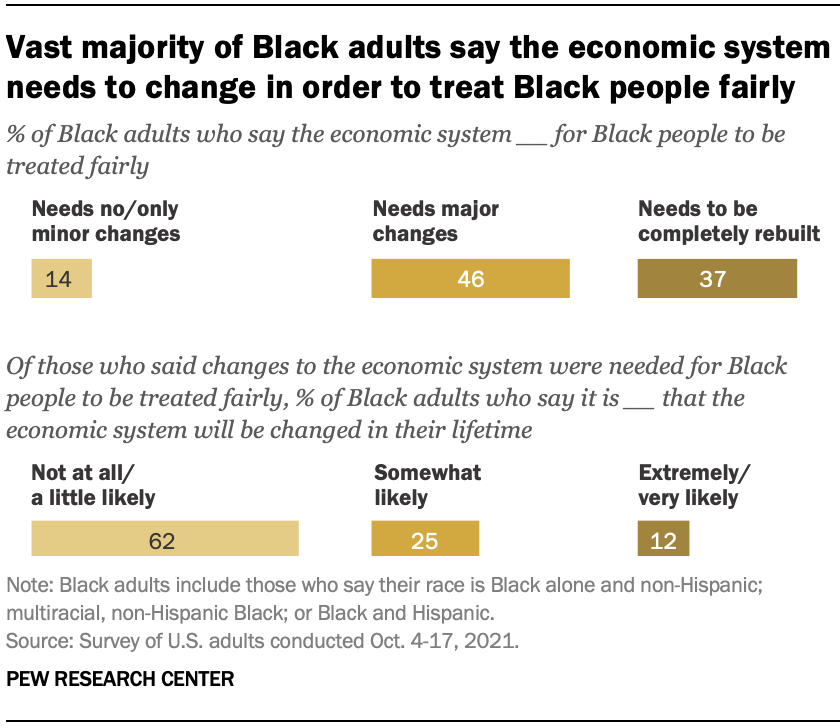 Vast majority of Black adults say the economic system
needs to change in order to treat Black people fairly
% of Black adults who say the economic system __ for Black people to be
treated fairly
Needs no/only
minor changes
Needs major
changes
Needs to be
completely rebuilt
14
46
37
Of those who said changes to the economic system were needed for Black
people to be treated fairly, % of Black adults who say it is __ that the
economic system will be changed in their lifetime
Not at all/
a little likely
Somewhat
likely
Extremely/
very likely
62
25
12
Note: Black adults include those who say their race is Black alone and non-Hispanic;
multiracial, non-Hispanic Black; or Black and Hispanic.
Source: Survey of U.S. adults conducted Oct. 4-17, 2021.
PEW RESEARCH CENTER